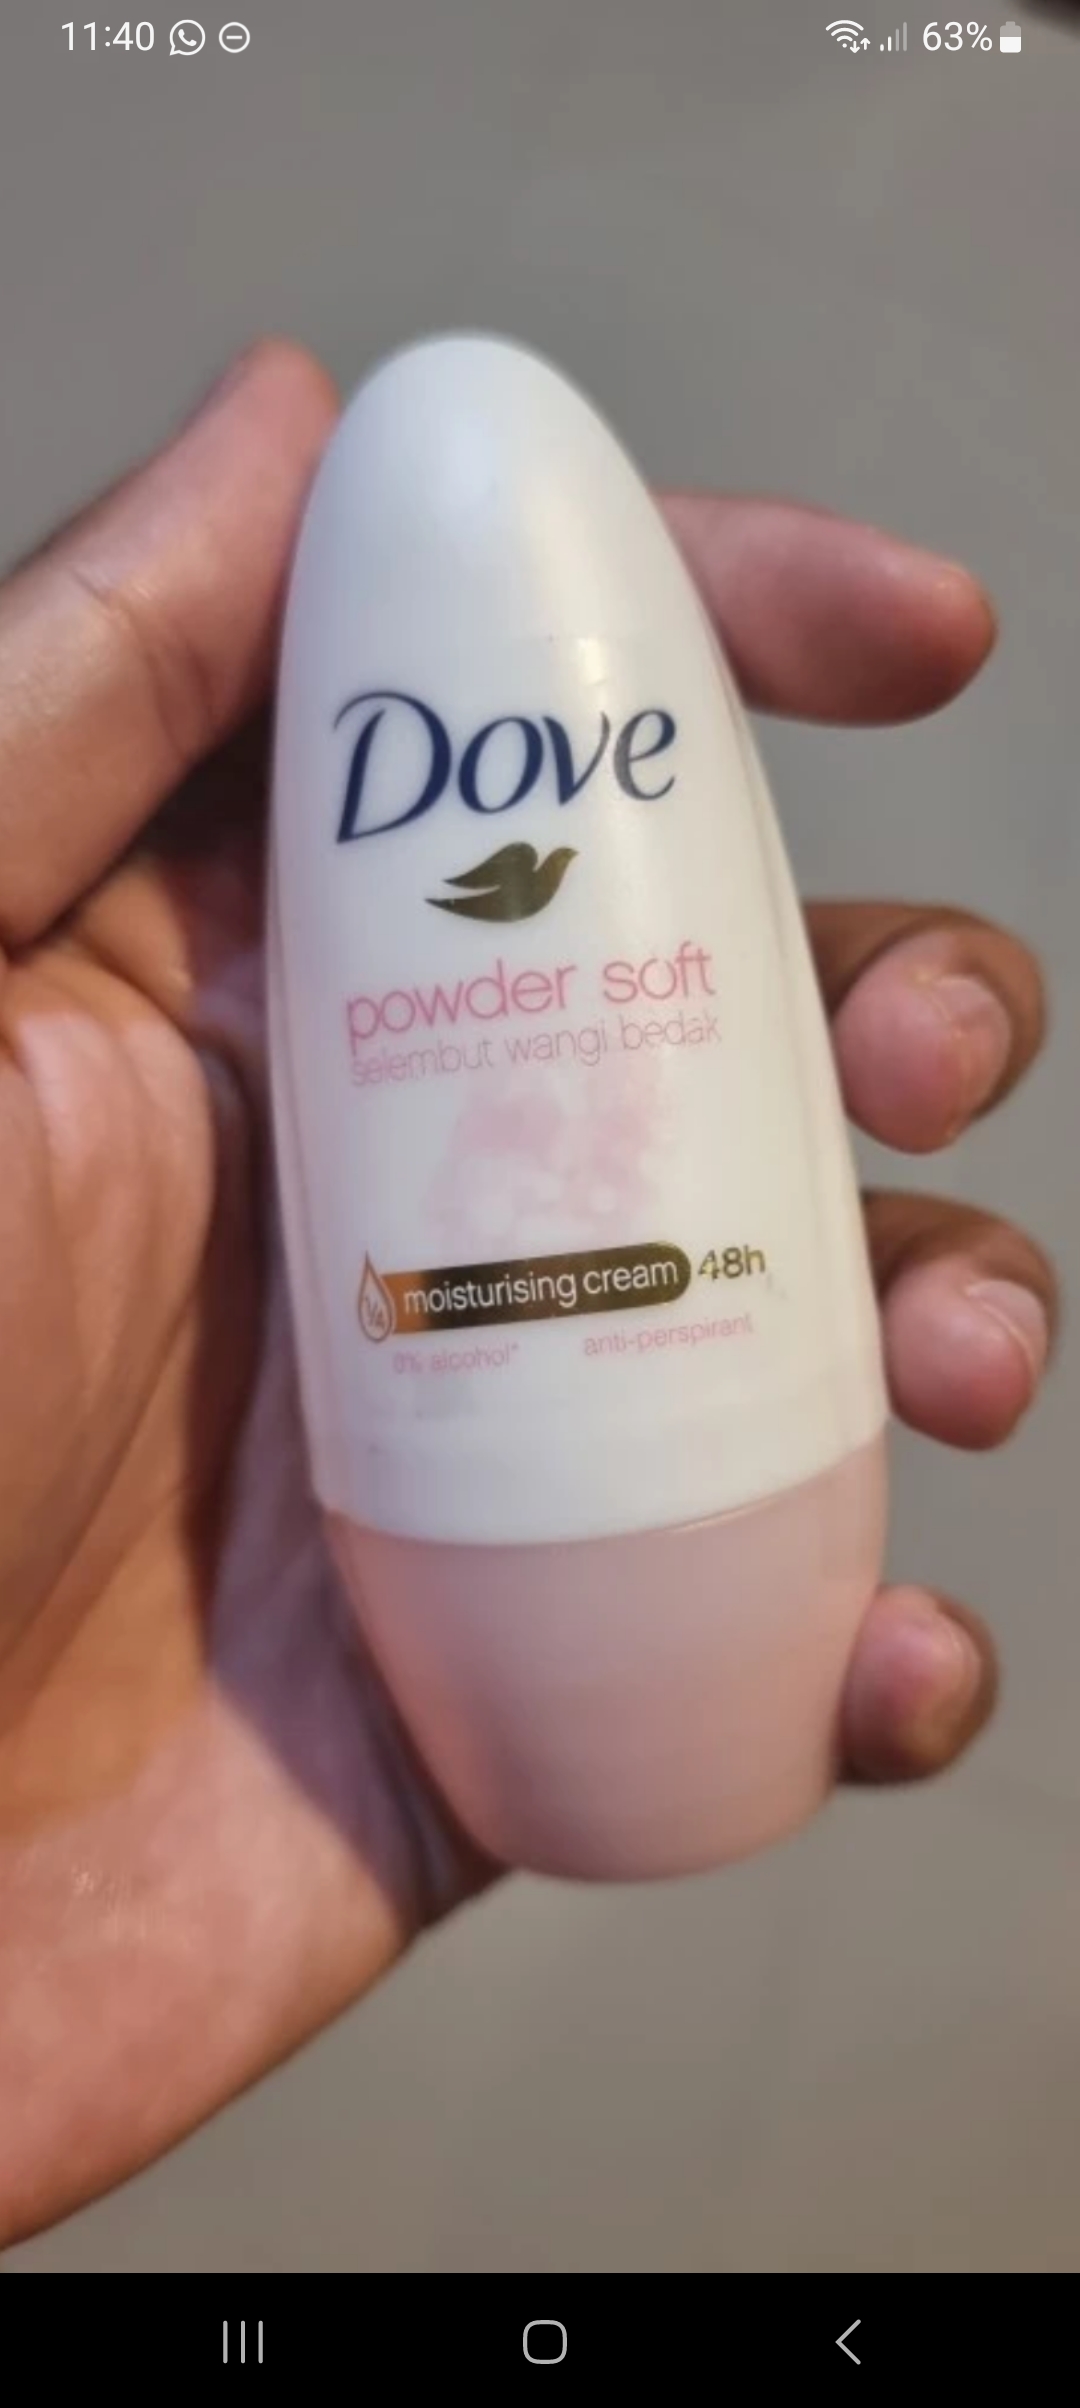 11:40 63%
Dove
powder soft
selembut wangi bedak
1/4 moisturising cream 48h
0% alcohol* anti-perspirant